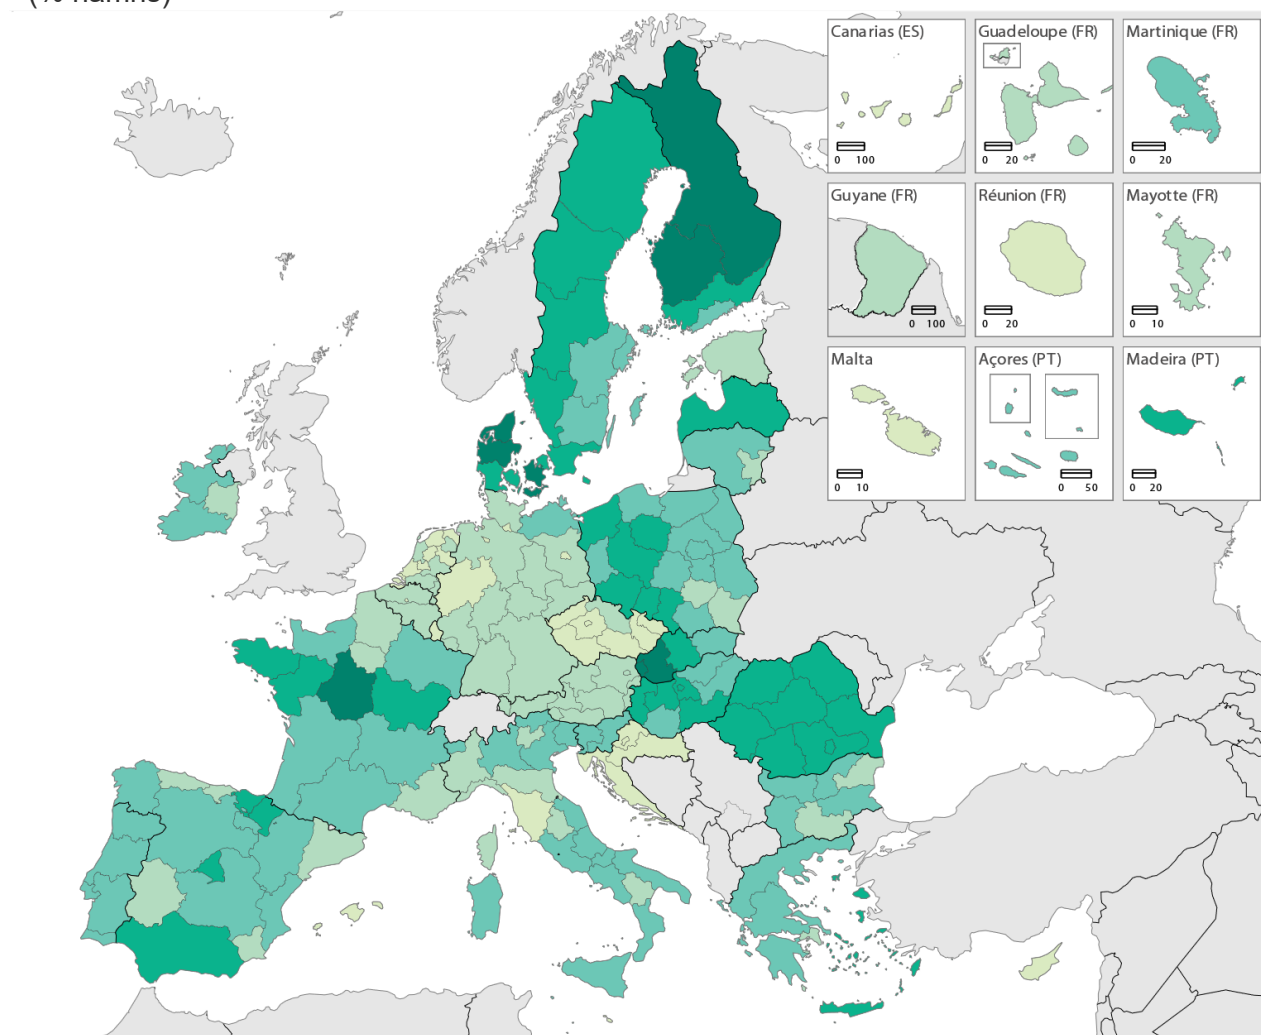 Canarias (ES)
0 100
Guadeloupe (FR)
0 20
Martinique (FR)
0 20
Guyane (FR)
0 100
Réunion (FR)
0 20
Mayotte (FR)
0 10
Malta
0 10
Açores (PT)
0 50
Madeira (PT)
0 20